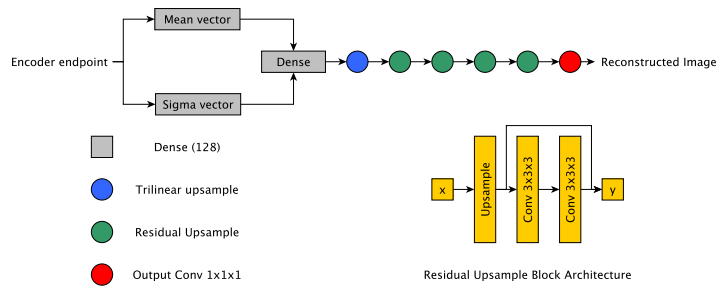 Mean vector
Encoder endpoint
Dense
Reconstructed Image
Sigma vector
Dense (128)
Trilinear upsample
Residual Upsample
Output Conv 1x1x1
x
Upsample
Conv 3x3x3
Conv 3x3x3
y
Residual Upsample Block Architecture